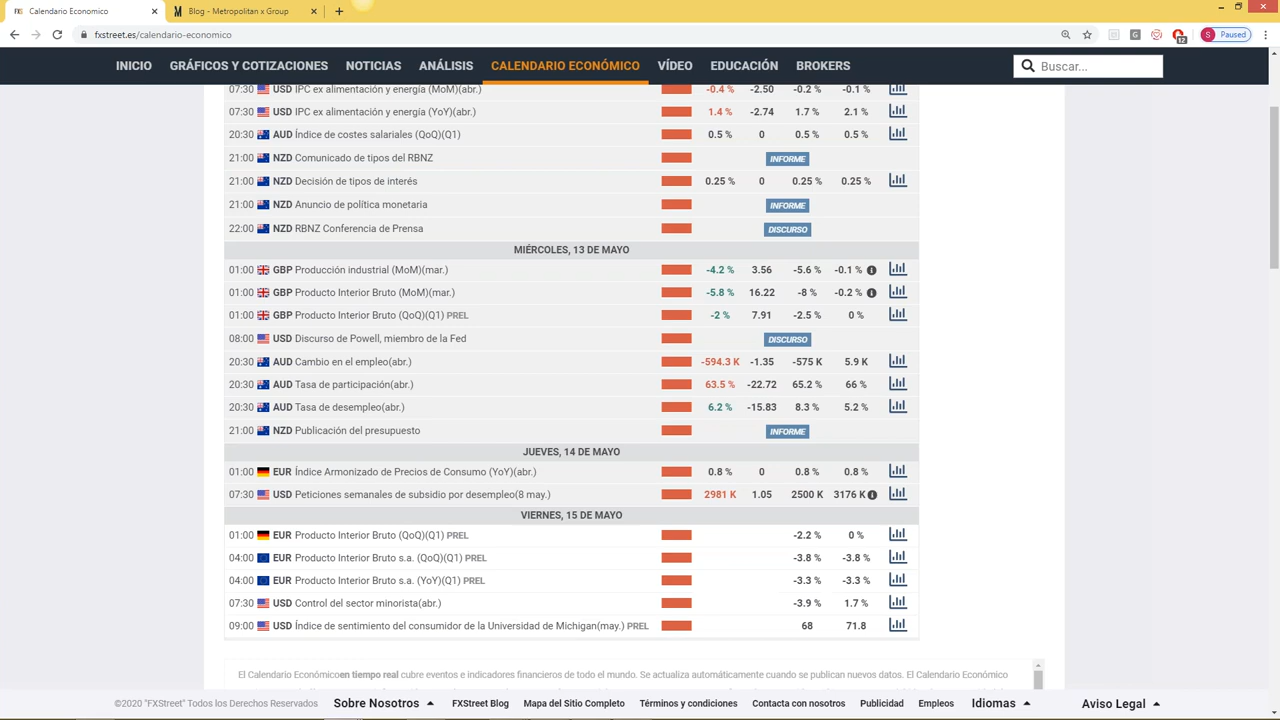 Calendario Economico
Blog - Metropolitan x Group
fxstreet.es/calendario-economico
12
S Paused
INICIO GRÁFICOS Y COTIZACIONES NOTICIAS ANÁLISIS CALENDARIO ECONÓMICO VÍDEO EDUCACIÓN BROKERS Buscar...
07:30 USD IPC ex alimentación y energía (MoM)(abr.) -0.4 % -2.50 -0.2 % -0.1 %
07:30 USD IPC ex alimentación y energía (YoY)(abr.) 1.4 % -2.74 1.7 % 2.1 %
20:30 AUD Índice de costes salariales (QoQ)(Q1) 0.5 % 0 0.5 % 0.5 %
21:00 NZD Comunicado de tipos del RBNZ INFORME
21:00 NZD Decisión de tipos de interés 0.25 % 0 0.25 % 0.25 %
21:00 NZD Anuncio de política monetaria INFORME
22:00 NZD RBNZ Conferencia de Prensa DISCURSO
MIÉRCOLES, 13 DE MAYO
01:00 GBP Producción industrial (MoM)(mar.) -4.2 % 3.56 -5.6 % -0.1 %
01:00 GBP Producto Interior Bruto (MoM)(mar.) -5.8 % 16.22 -8 % -0.2 %
01:00 GBP Producto Interior Bruto (QoQ)(Q1) PREL -2 % 7.91 -2.5 % 0 %
08:00 USD Discurso de Powell, miembro de la Fed DISCURSO
20:30 AUD Cambio en el empleo(abr.) -594.3 K -1.35 -575 K 5.9 K
20:30 AUD Tasa de participación(abr.) 63.5 % -22.72 65.2 % 66 %
20:30 AUD Tasa de desempleo(abr.) 6.2 % -15.83 8.3 % 5.2 %
21:00 NZD Publicación del presupuesto INFORME
JUEVES, 14 DE MAYO
01:00 EUR Índice Armonizado de Precios de Consumo (YoY)(abr.) 0.8 % 0 0.8 % 0.8 %
07:30 USD Peticiones semanales de subsidio por desempleo(8 may.) 2981 K 1.05 2500 K 3176 K
VIERNES, 15 DE MAYO
01:00 EUR Producto Interior Bruto (QoQ)(Q1) PREL -2.2 % 0 %
04:00 EUR Producto Interior Bruto s.a. (QoQ)(Q1) PREL -3.8 % -3.8 %
04:00 EUR Producto Interior Bruto s.a. (YoY)(Q1) PREL -3.3 % -3.3 %
07:30 USD Control del sector minorista(abr.) -3.9 % 1.7 %
09:00 USD Índice de sentimiento del consumidor de la Universidad de Michigan(may.) PREL 68 71.8
El Calendario Económicoen tiempo real cubre eventos e indicadores financieros de todo el mundo. Se actualiza automáticamente cuando se publican nuevos datos. El Calendario Económico
©2020 "FXStreet" Todos los Derechos Reservados Sobre Nosotros FXStreet Blog Mapa del Sitio Completo Términos y condiciones Contacta con nosotros Publicidad Empleos Idiomas Aviso Legal